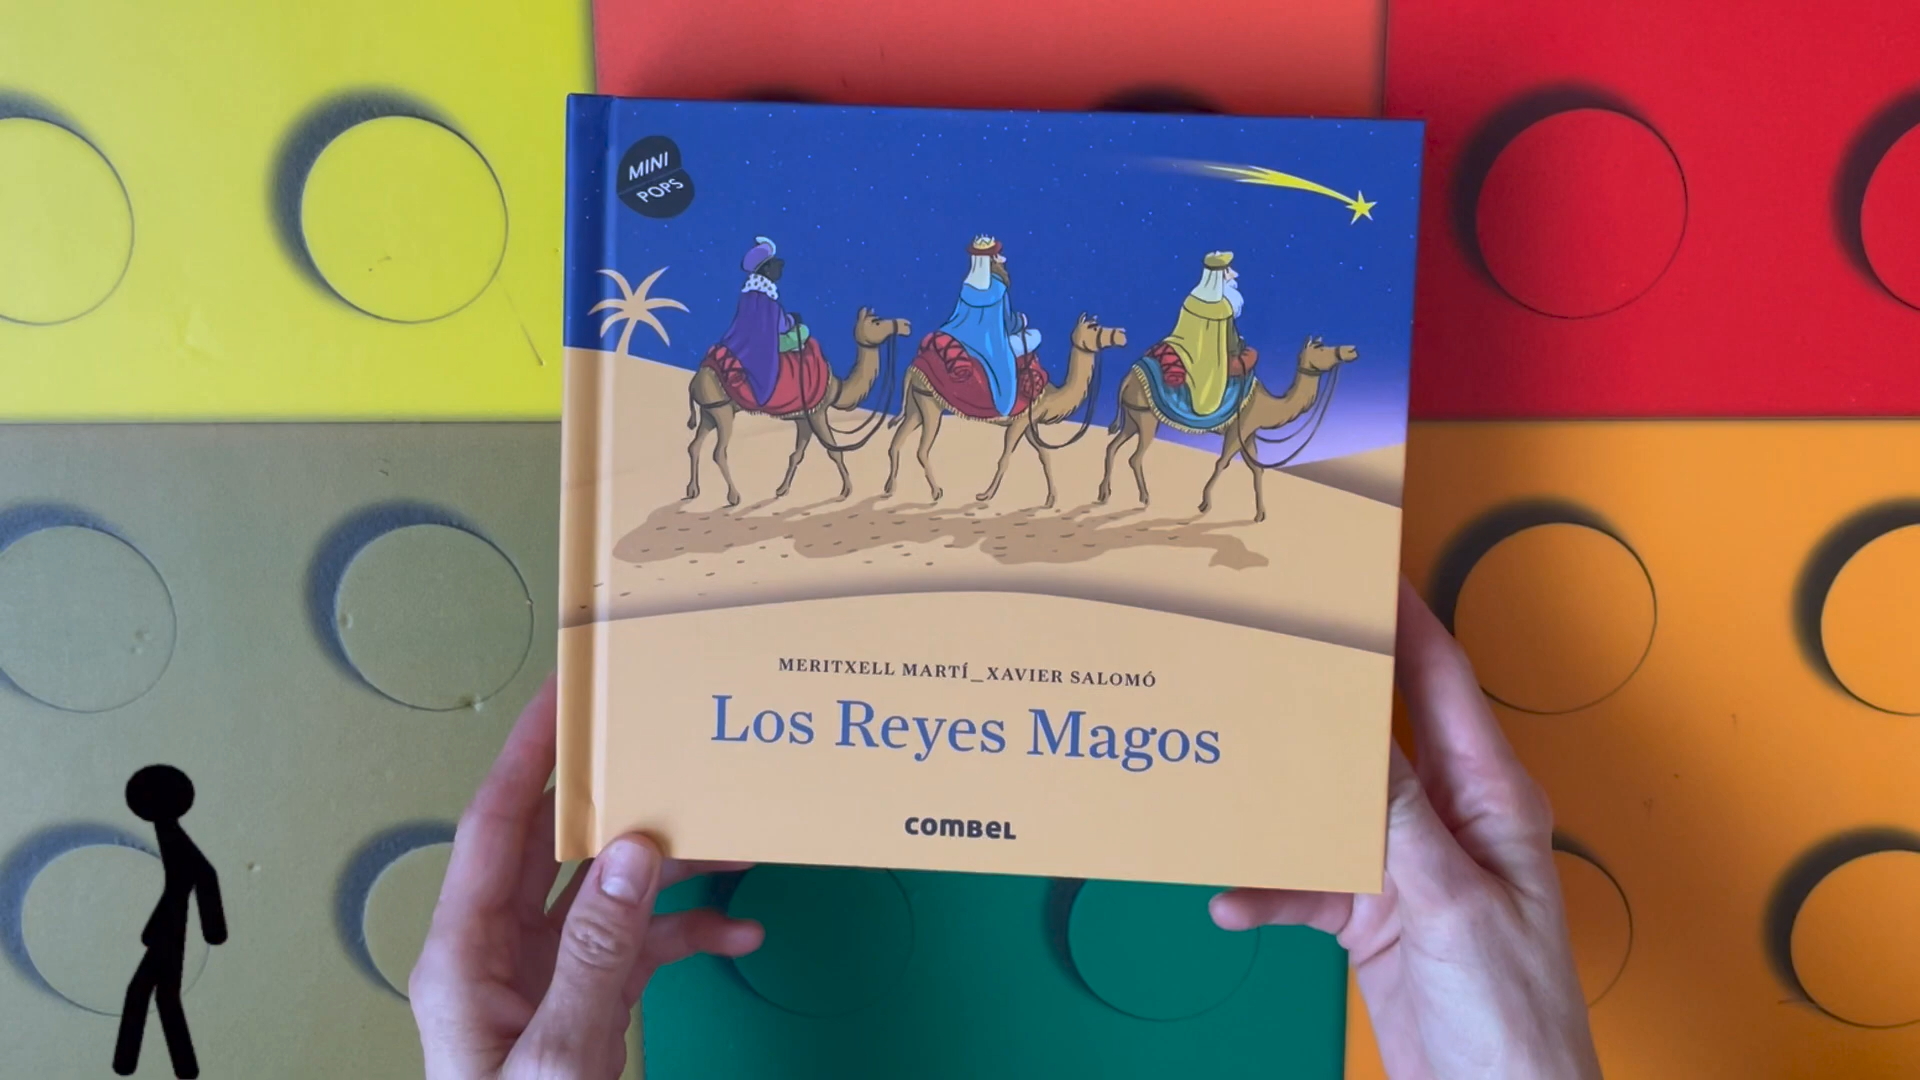 MINI
POPS
MERITXELL MARTÍ_XAVIER SALOMÓ
Los Reyes Magos
COMBEL